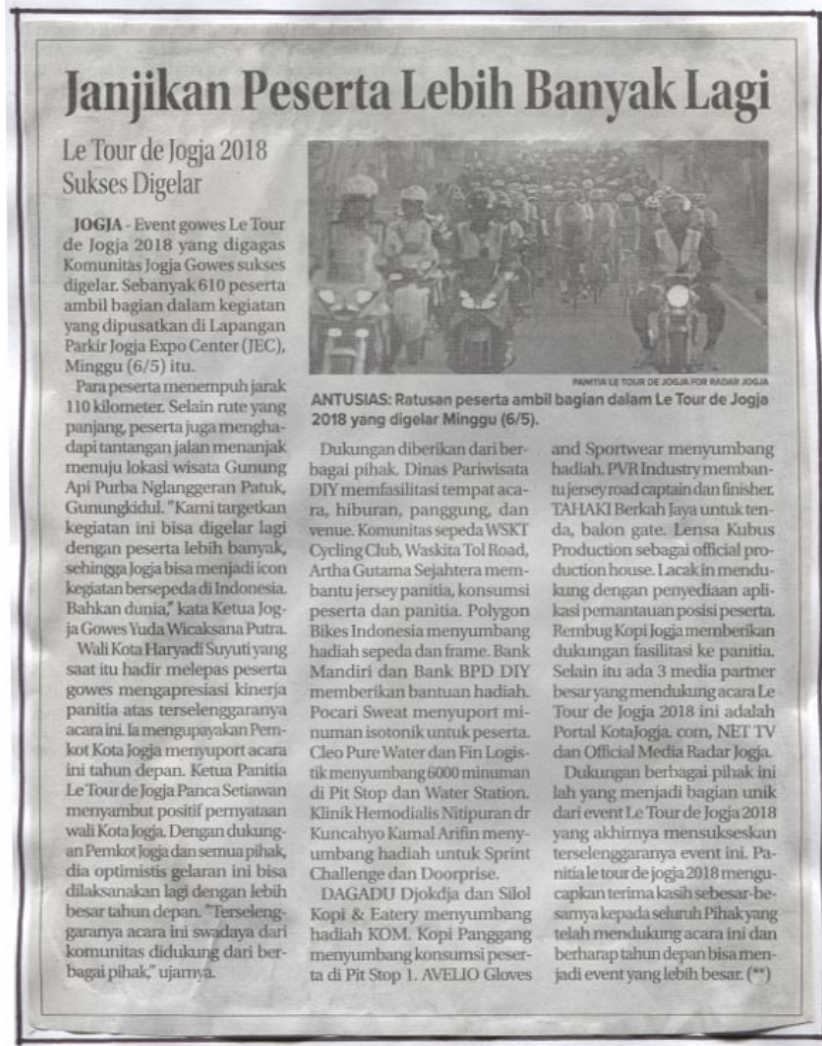 Janjikan Peserta Lebih Banyak Lagi
Le Tour de Jogja 2018
Sukses Digelar
JOGJA - Event gowes Le Tour
de Jogja 2018 yang digagas
Komunitas Jogja Gowes sukses
digelar. Sebanyak 610 peserta
ambil bagian dalam kegiatan
yang dipusatkan di Lapangan
Parkir Jogja Expo Center (JEC),
Minggu (6/5) itu.
Para peserta menempuh jarak
110 kilometer. Selain rute yang
panjang, peserta juga mengha-
dapi tantangan jalan menanjak
menuju lokasi wisata Gunung
Api Purba Nglanggeran Patuk,
Gunungkidul. "Kami targetkan
kegiatan ini bisa digelar lagi
dengan peserta lebih banyak,
sehingga Jogja bisa menjadi icon
kegiatan bersepeda di Indonesia.
Bahkan dunia," kata Ketua Jog-
ja Gowes Yuda Wicaksana Putra.
Wali Kota Haryadi Suyuti yang
saat itu hadir melepas peserta
gowes mengapresiasi kinerja
panitia atas terselenggaranya
acara ini. Ia mengupayakan Pem-
kot Kota Jogja menyuport acara
ini tahun depan. Ketua Panitia
Le Tour de Jogja Panca Setiawan
menyambut positif pernyataan
wali Kota Jogja. Dengan dukung-
an Pemkot Jogja dan semua pihak,
dia optimistis gelaran ini bisa
dilaksanakan lagi dengan lebih
besar tahun depan. "Terseleng-
garanya acara ini swadaya dari
komunitas didukung dari ber-
bagai pihak," ujarnya.
PANITIA LE TOUR DE JOGJA FOR RADAR JOGJA
ANTUSIAS: Ratusan peserta ambil bagian dalam Le Tour de Jogja
2018 yang digelar Minggu (6/5).
Dukungan diberikan dari ber-
bagai pihak. Dinas Pariwisata
DIY memfasilitasi tempat aca-
ra, hiburan, panggung, dan
venue. Komunitas sepeda WSKT
Cycling Club, Waskita Tol Road,
Artha Gutama Sejahtera mem-
bantu jersey panitia, konsumsi
peserta dan panitia. Polygon
Bikes Indonesia menyumbang
hadiah sepeda dan frame. Bank
Mandiri dan Bank BPD DIY
memberikan bantuan hadiah.
Pocari Sweat menyuport mi-
numan isotonik untuk peserta.
Cleo Pure Water dan Fin Logis-
tik menyumbang 6000 minuman
di Pit Stop dan Water Station.
Klinik Hemodialis Nitipuran dr
Kuncahyo Kamal Arifin meny-
umbang hadiah untuk Sprint
Challenge dan Doorprise.
DAGADU Djokdja dan Silol
Kopi & Eatery menyumbang
hadiah KOM. Kopi Panggang
menyumbang konsumsi peser-
ta di Pit Stop 1. AVELIO Gloves
and Sportwear menyumbang
hadiah. PVR Industry memban-
tu jersey road captain dan finisher.
TAHAKI Berkah Jaya untuk ten-
da, balon gate. Lensa Kubus
Production sebagai official pro-
duction house. Lacak in mendu-
kung dengan penyediaan apli-
kasi pemantauan posisi peserta.
Rembug Kopi Jogja memberikan
dukungan fasilitasi ke panitia.
Selain itu ada 3 media partner
besar yang mendukung acara Le
Tour de Jogja 2018 ini adalah
Portal KotaJogja. com, NET TV
dan Official Media Radar Jogja.
Dukungan berbagai pihak ini
lah yang menjadi bagian unik
dari event Le Tour de Jogja 2018
yang akhirnya mensukseskan
terselenggaranya event ini. Pa-
nitia le tour de jogja 2018 mengu-
capkan terima kasih sebesar-be-
sarnya kepada seluruh Pihak yang
telah mendukung acara ini dan
berharap tahun depan bisa men-
jadi event yang lebih besar. (**)